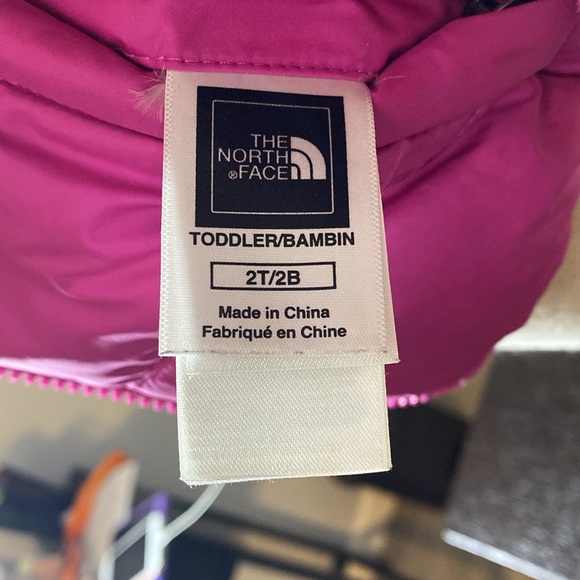 THE
NORTH
®FACE
TODDLER/BAMBIN
2T/2B
Made in China
Fabriqué en Chine